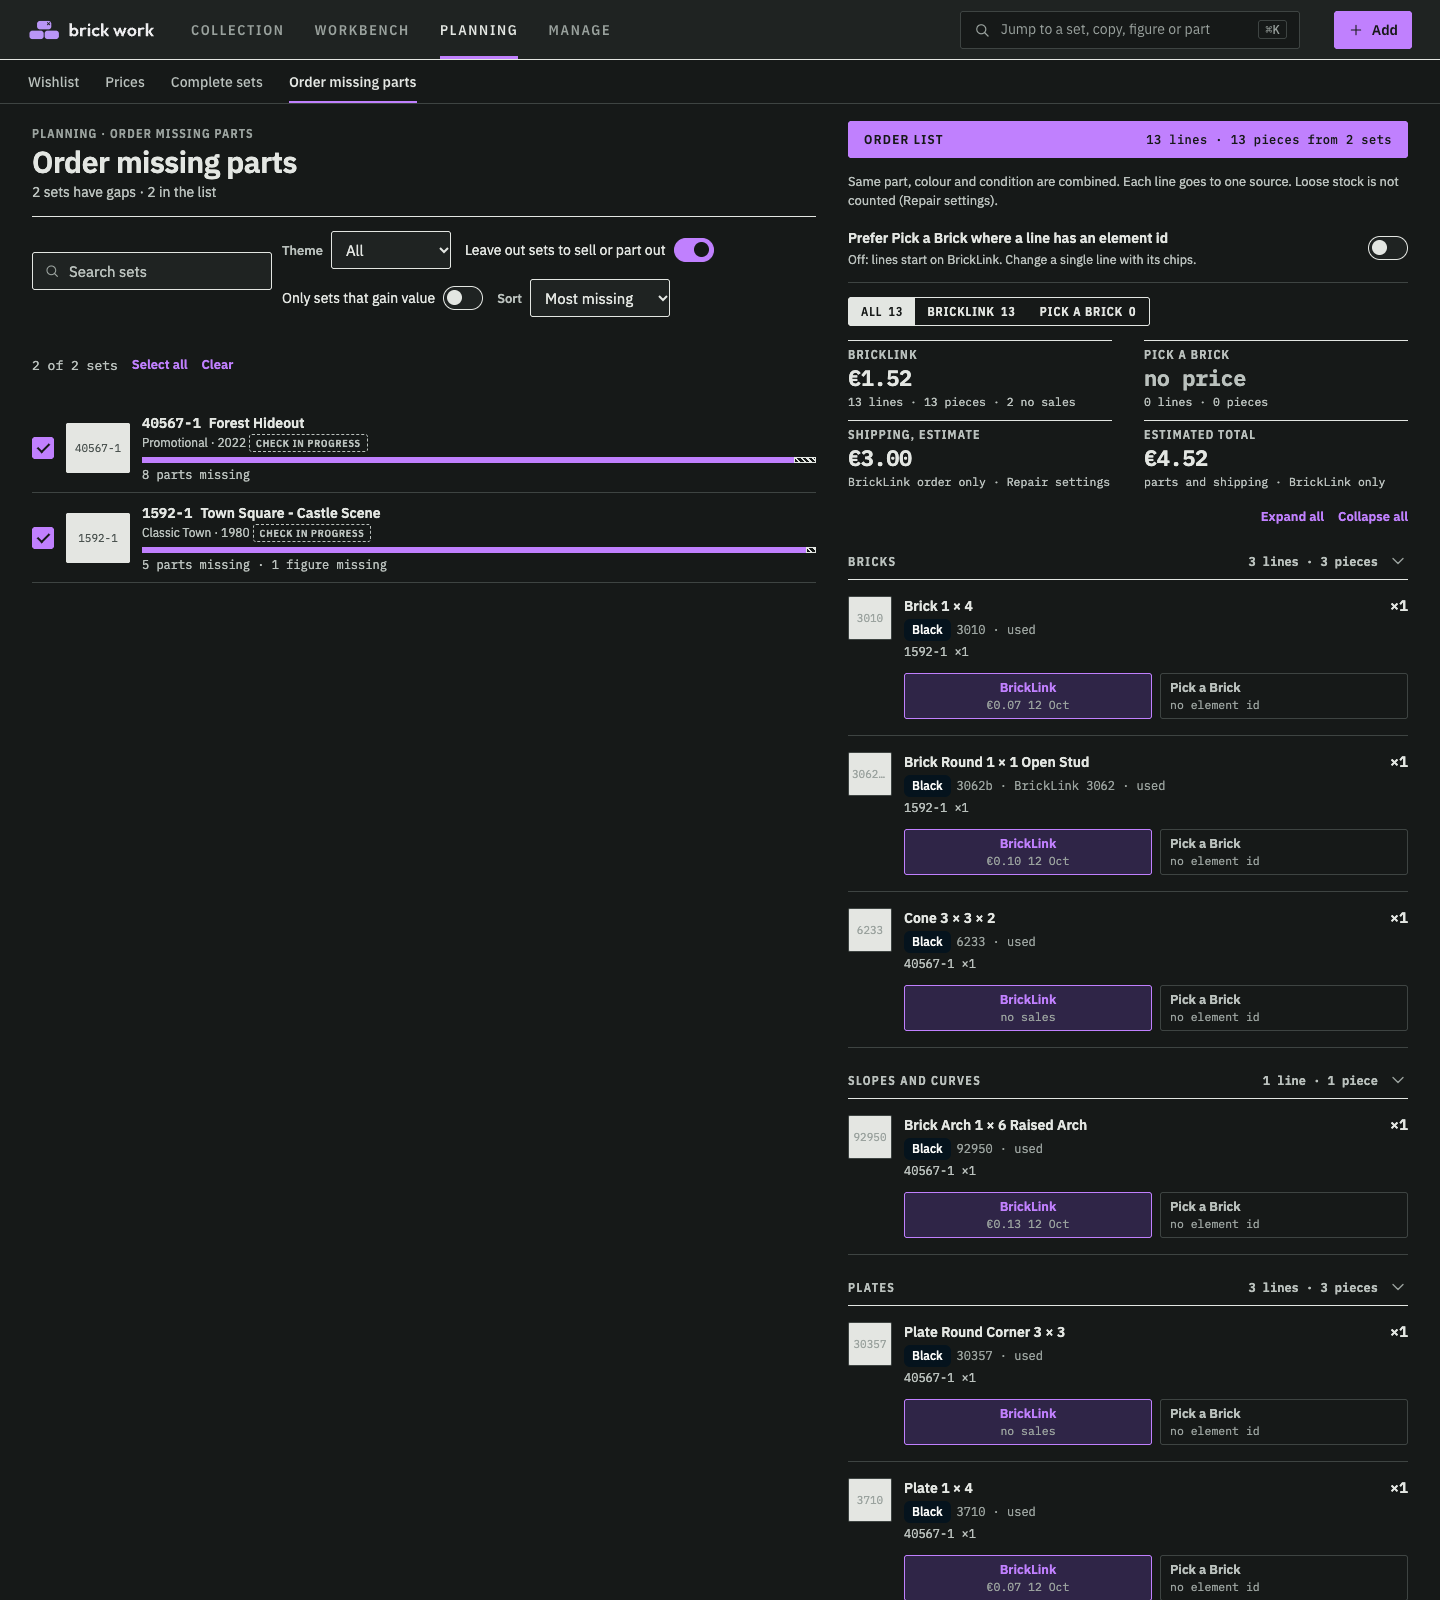 brick work
COLLECTION
WORKBENCH
PLANNING
MANAGE
Jump to a set, copy, figure or part
⌘K
+ Add
Wishlist
Prices
Complete sets
Order missing parts
PLANNING · ORDER MISSING PARTS
Order missing parts
2 sets have gaps · 2 in the list
Search sets
Theme
All
Leave out sets to sell or part out
Only sets that gain value
Sort
Most missing
2 of 2 sets
Select all
Clear
40567-1
40567-1 Forest Hideout
Promotional · 2022 CHECK IN PROGRESS
8 parts missing
1592-1
1592-1 Town Square - Castle Scene
Classic Town · 1980 CHECK IN PROGRESS
5 parts missing · 1 figure missing
ORDER LIST
13 lines · 13 pieces from 2 sets
Same part, colour and condition are combined. Each line goes to one source. Loose stock is not
counted (Repair settings).
Prefer Pick a Brick where a line has an element id
Off: lines start on BrickLink. Change a single line with its chips.
ALL 13
BRICKLINK 13
PICK A BRICK 0
BRICKLINK
€1.52
13 lines · 13 pieces · 2 no sales
PICK A BRICK
no price
0 lines · 0 pieces
SHIPPING, ESTIMATE
€3.00
BrickLink order only · Repair settings
ESTIMATED TOTAL
€4.52
parts and shipping · BrickLink only
Expand all
Collapse all
BRICKS
3 lines · 3 pieces
3010
Brick 1 × 4
×1
Black 3010 · used
1592-1 ×1
BrickLink
€0.07 12 Oct
Pick a Brick
no element id
3062…
Brick Round 1 × 1 Open Stud
×1
Black 3062b · BrickLink 3062 · used
1592-1 ×1
BrickLink
€0.10 12 Oct
Pick a Brick
no element id
6233
Cone 3 × 3 × 2
×1
Black 6233 · used
40567-1 ×1
BrickLink
no sales
Pick a Brick
no element id
SLOPES AND CURVES
1 line · 1 piece
92950
Brick Arch 1 × 6 Raised Arch
×1
Black 92950 · used
40567-1 ×1
BrickLink
€0.13 12 Oct
Pick a Brick
no element id
PLATES
3 lines · 3 pieces
30357
Plate Round Corner 3 × 3
×1
Black 30357 · used
40567-1 ×1
BrickLink
no sales
Pick a Brick
no element id
3710
Plate 1 × 4
×1
Black 3710 · used
40567-1 ×1
BrickLink
€0.07 12 Oct
Pick a Brick
no element id